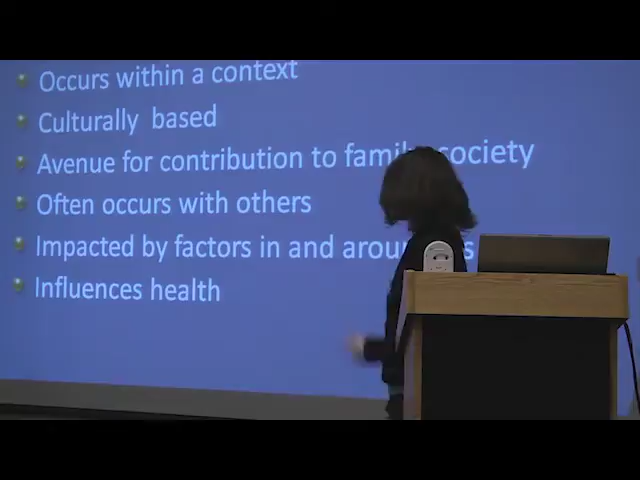 Occurs within a context
Culturally based
Avenue for contribution to family society
Often occurs with others
Impacted by factors in and arou s
Influences health